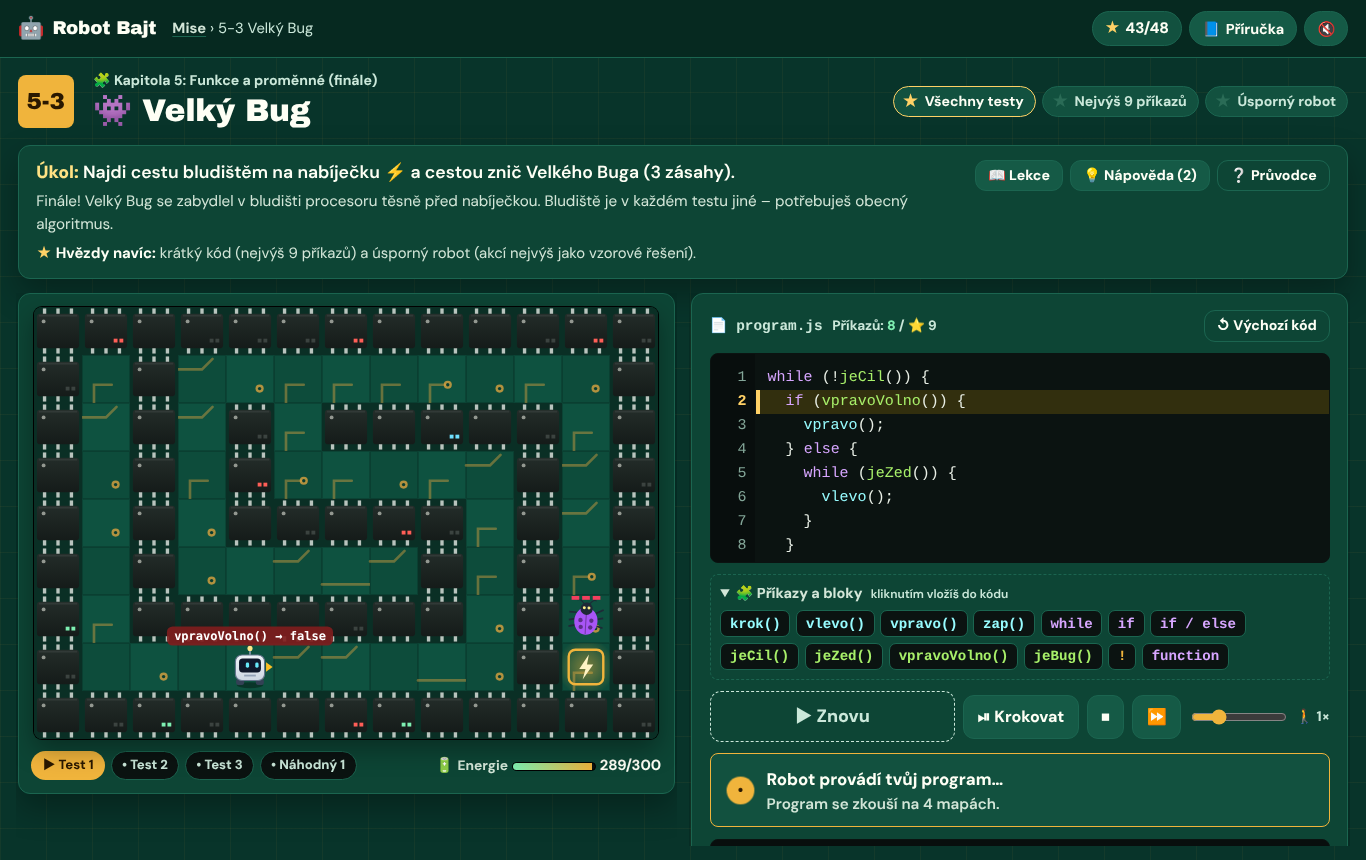 🤖 Robot Bajt Mise › 5-3 Velký Bug
★ 43/48 📘 Příručka 🔇
5-3
🧩 Kapitola 5: Funkce a proměnné (finále)
👾 Velký Bug
★ Všechny testy ★ Nejvýš 9 příkazů ★ Úsporný robot
Úkol: Najdi cestu bludištěm na nabíječku ⚡ a cestou znič Velkého Buga (3 zásahy).
Finále! Velký Bug se zabydlel v bludišti procesoru těsně před nabíječkou. Bludiště je v každém testu jiné – potřebuješ obecný
algoritmus.
★ Hvězdy navíc: krátký kód (nejvýš 9 příkazů) a úsporný robot (akcí nejvýš jako vzorové řešení).
📖 Lekce 💡 Nápověda (2) ❔ Průvodce
vpravoVolno() → false
▶ Test 1 • Test 2 • Test 3 • Náhodný 1
🔋 Energie 289/300
📄 program.js Příkazů: 8 / ⭐ 9
↺ Výchozí kód
1 while (!jeCil()) {
2 if (vpravoVolno()) {
3 vpravo();
4 } else {
5 while (jeZed()) {
6 vlevo();
7 }
8 }
▼ 🧩 Příkazy a bloky kliknutím vložíš do kódu
krok() vlevo() vpravo() zap() while if if / else
jeCil() jeZed() vpravoVolno() jeBug() ! function
▶ Znovu ⏯ Krokovat ⏹ ⏩ 🚶 1×
Robot provádí tvůj program…
Program se zkouší na 4 mapách.